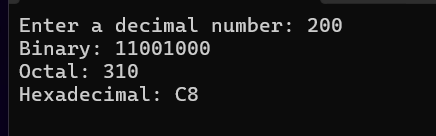 Enter a decimal number: 200
Binary: 11001000
Octal: 310
Hexadecimal: C8